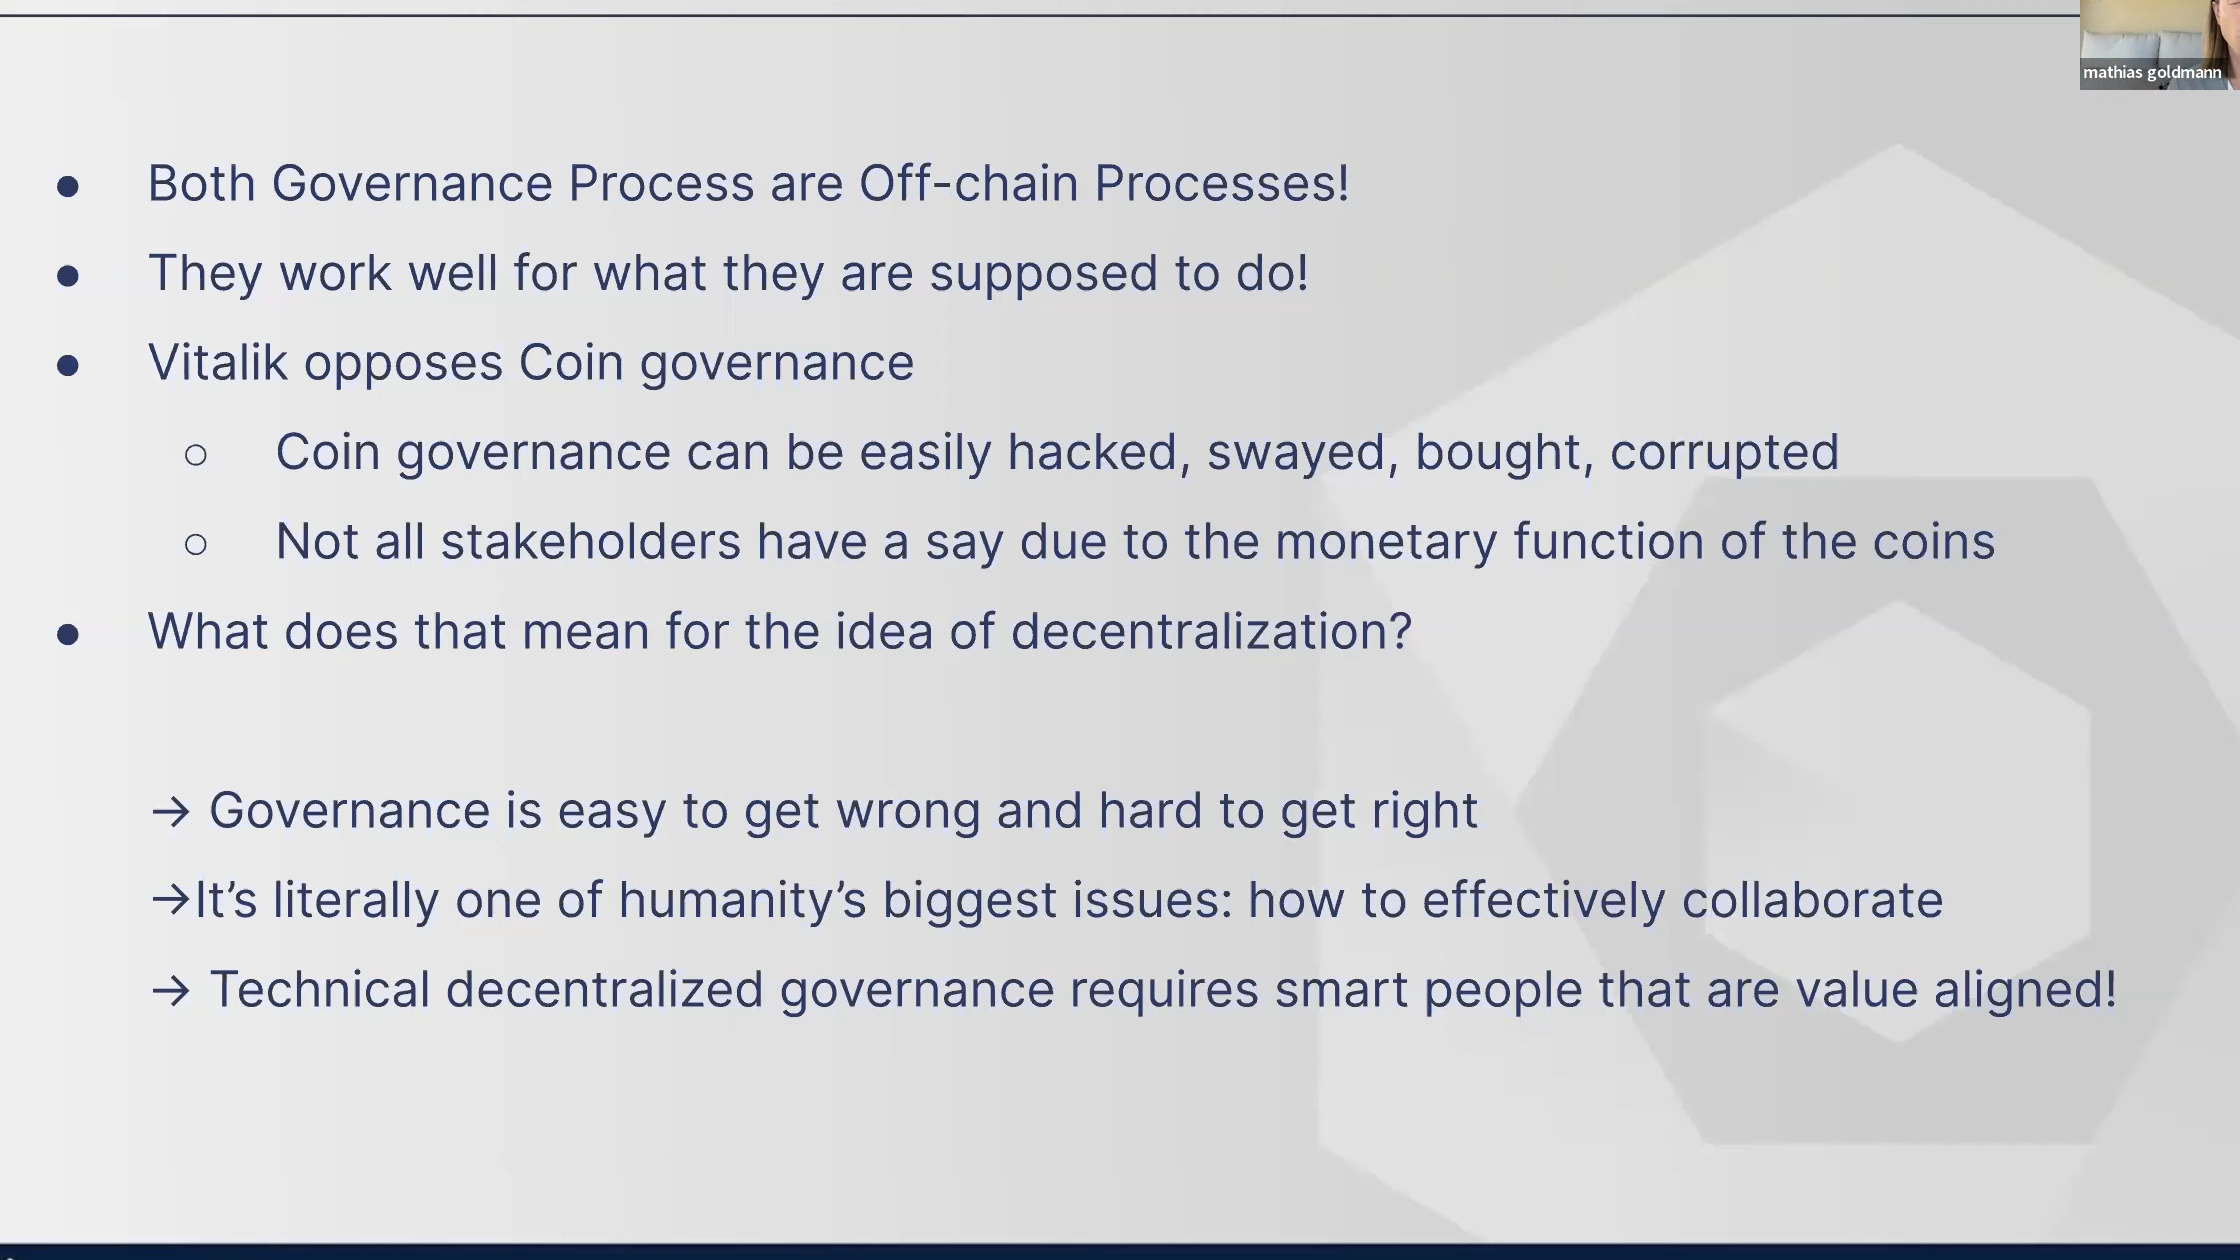 mathias goldmann
● Both Governance Process are Off-chain Processes!
● They work well for what they are supposed to do!
● Vitalik opposes Coin governance
○ Coin governance can be easily hacked, swayed, bought, corrupted
○ Not all stakeholders have a say due to the monetary function of the coins
● What does that mean for the idea of decentralization?
→ Governance is easy to get wrong and hard to get right
→It’s literally one of humanity’s biggest issues: how to effectively collaborate
→ Technical decentralized governance requires smart people that are value aligned!